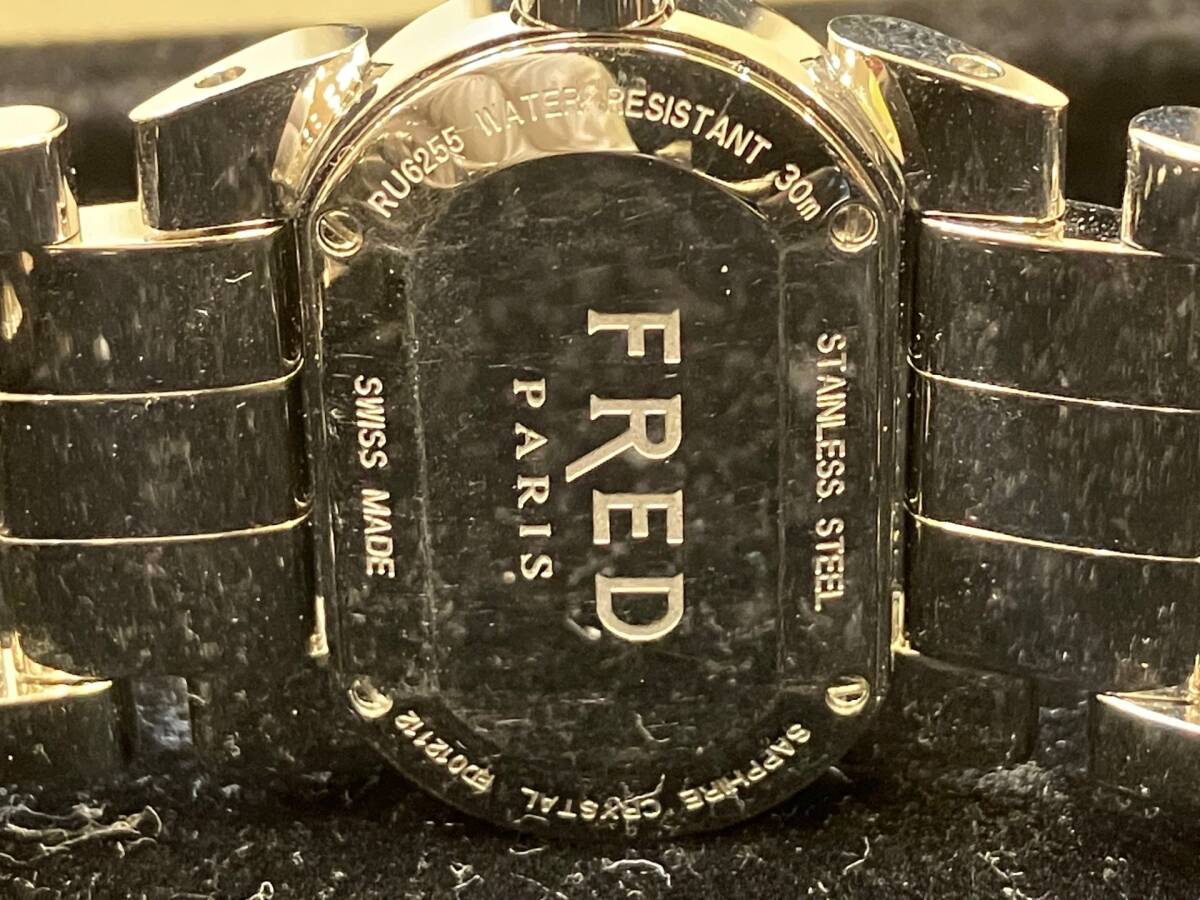 RU6255 WATER RESISTANT 30m
STAINLESS STEEL
SAPPHIRE CRYSTAL FD01212
SWISS MADE
FRED
PARIS